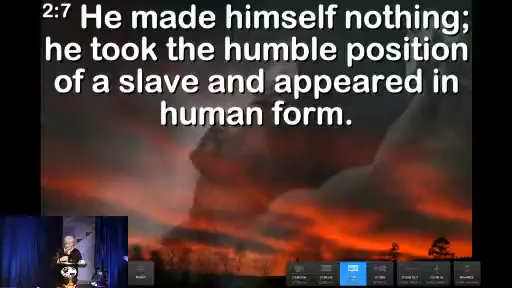 2:7 He made himself nothing;
he took the humble position
of a slave and appeared in
human form.